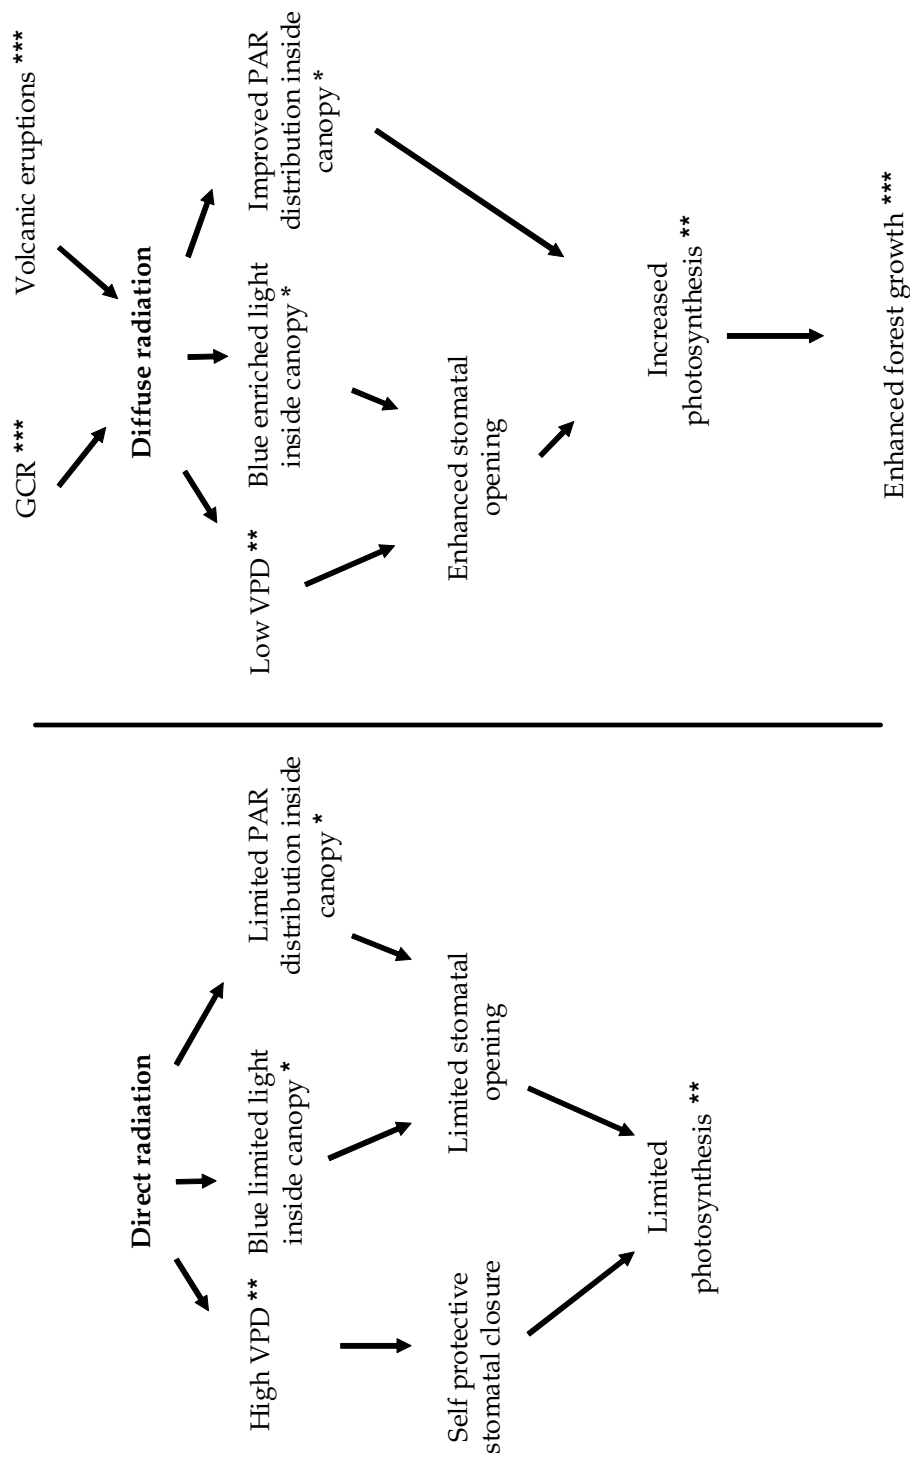 Direct radiation
High VPD **
Blue limited light
inside canopy *
Limited PAR
distribution inside
canopy *
Self protective
stomatal closure
Limited stomatal
opening
Limited
photosynthesis **
GCR ***
Volcanic eruptions ***
Diffuse radiation
Low VPD **
Blue enriched light
inside canopy *
Improved PAR
distribution inside
canopy *
Enhanced stomatal
opening
Increased
photosynthesis **
Enhanced forest growth ***